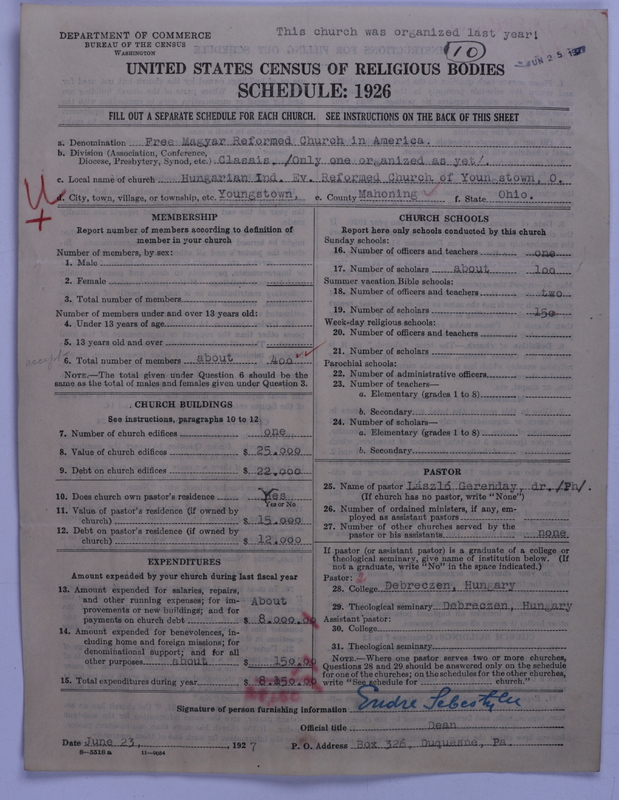 This church was organized last year!
DEPARTMENT OF COMMERCE
BUREAU OF THE CENSUS
WASHINGTON
10
JUN 25 1927
UNITED STATES CENSUS OF RELIGIOUS BODIES
SCHEDULE: 1926
FILL OUT A SEPARATE SCHEDULE FOR EACH CHURCH. SEE INSTRUCTIONS ON THE BACK OF THIS SHEET
a. Denomination Free Magyar Reformed Church in America.
b. Division (Association, Conference,
Diocese, Presbytery, Synod, etc.) Classis. /Only one organized as yet/.
c. Local name of church Hungarian Ind. Ev. Reformed Church of Youn stown, O.
d. City, town, village, or township, etc. Youngstown, e. County Mahoning f. State Ohio.
MEMBERSHIP
Report number of members according to definition of
member in your church
Number of members, by sex:
1. Male
2. Female
3. Total number of members
Number of members under and over 13 years old:
4. Under 13 years of age
5. 13 years old and over
6. Total number of members about 400
NOTE.—The total given under Question 6 should be the
same as the total of males and females given under Question 3.
CHURCH BUILDINGS
See instructions, paragraphs 10 to 12
7. Number of church edifices one
8. Value of church edifices $ 25.000
9. Debt on church edifices $ 22.000
10. Does church own pastor's residence Yes
Yes or No
11. Value of pastor's residence (if owned by
church) $ 15.000
12. Debt on pastor's residence (if owned by
church) $ 12.000
EXPENDITURES
Amount expended by your church during last fiscal year
13. Amount expended for salaries, repairs,
and other running expenses; for im-
provements or new buildings; and for
payments on church debt About $ 8.000.00
14. Amount expended for benevolences, in-
cluding home and foreign missions; for
denominational support; and for all
other purposes about $ 150.00
15. Total expenditures during year $ 8.150.00
CHURCH SCHOOLS
Report here only schools conducted by this church
Sunday schools:
16. Number of officers and teachers one
17. Number of scholars about 100
Summer vacation Bible schools:
18. Number of officers and teachers two
19. Number of scholars 150
Week-day religious schools:
20. Number of officers and teachers
21. Number of scholars
Parochial schools:
22. Number of administrative officers
23. Number of teachers—
a. Elementary (grades 1 to 8)
b. Secondary
24. Number of scholars—
a. Elementary (grades 1 to 8)
b. Secondary
PASTOR
25. Name of pastor László Gerenday, dr. /Ph/.
(If church has no pastor, write "None")
26. Number of ordained ministers, if any, em-
ployed as assistant pastors
27. Number of other churches served by the
pastor or his assistants none
If pastor (or assistant pastor) is a graduate of a college or
theological seminary, give name of institution below. (If
not a graduate, write "No" in the space indicated.)
Pastor: 2
28. College Debreczen, Hungary
29. Theological seminary Debreczen, Hungary
Assistant pastor:
30. College
31. Theological seminary
NOTE.—Where one pastor serves two or more churches,
Questions 28 and 29 should be answered only on the schedule
for one of the churches; on the schedules for the other churches,
write "See schedule for church."
Signature of person furnishing information Endre Sebestyén
Official title Dean
Date June 23, 1927 P. O. Address Box 326, Duquesne, Pa.
8—5518 a 11—9034